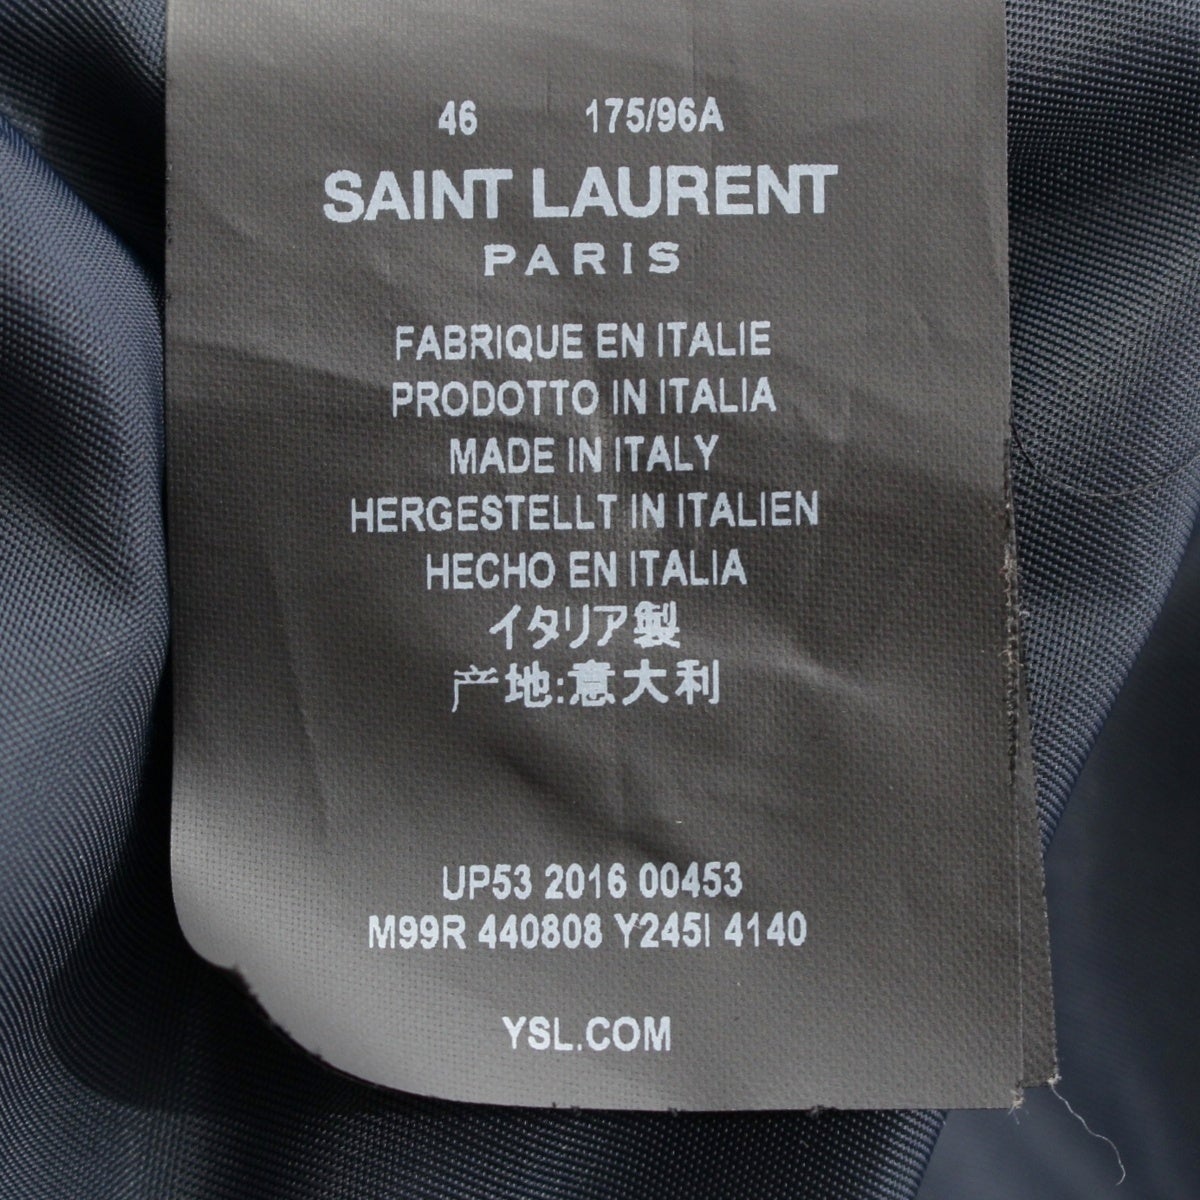 46 175/96A
SAINT LAURENT
PARIS
FABRIQUE EN ITALIE
PRODOTTO IN ITALIA
MADE IN ITALY
HERGESTELLT IN ITALIEN
HECHO EN ITALIA
イタリア製
产地:意大利
UP53 2016 00453
M99R 440808 Y245I 4140
YSL.COM